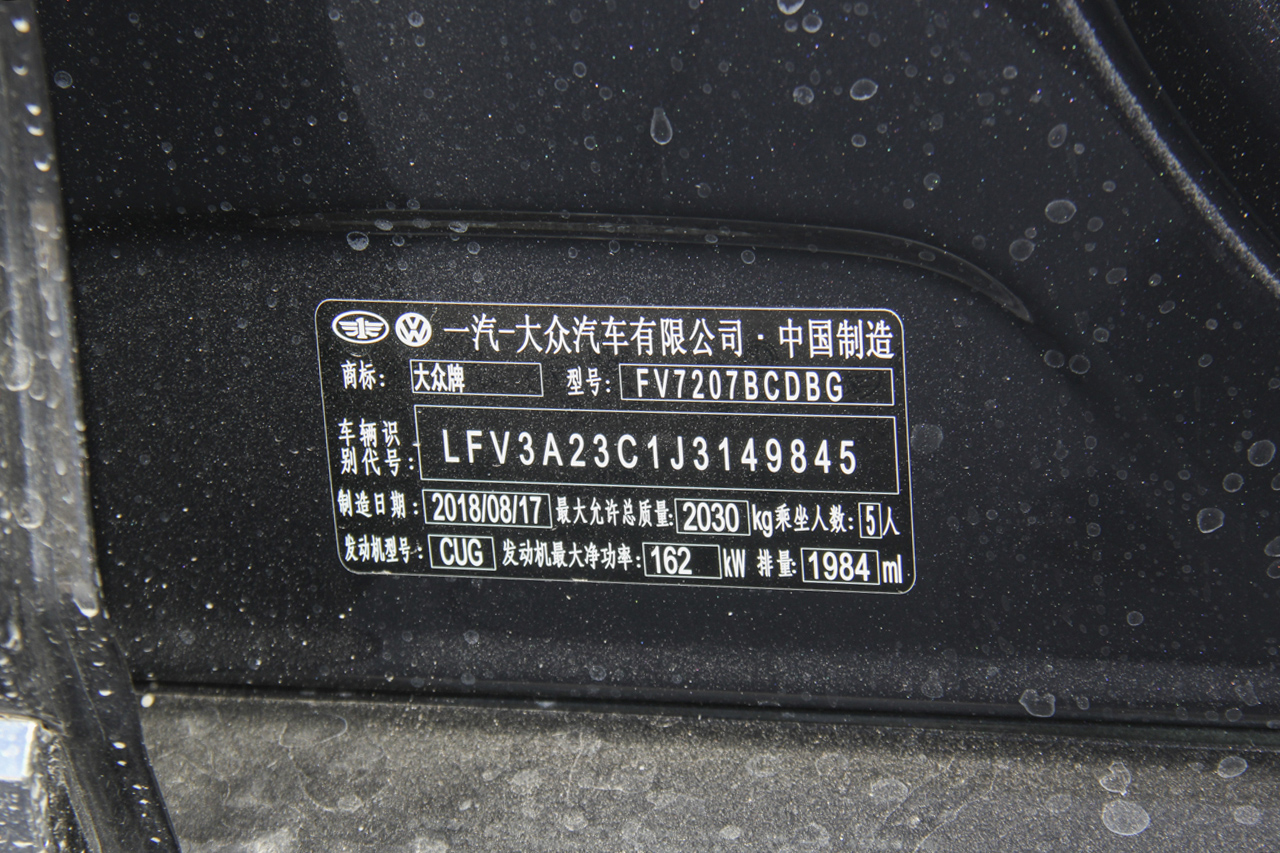 一汽-大众汽车有限公司·中国制造
商标: 大众牌 型号: FV7207BCDBG
车辆识别代号: LFV3A23C1J3149845
制造日期: 2018/08/17 最大允许总质量: 2030 kg 乘坐人数: 5 人
发动机型号: CUG 发动机最大净功率: 162 kW 排量: 1984 ml